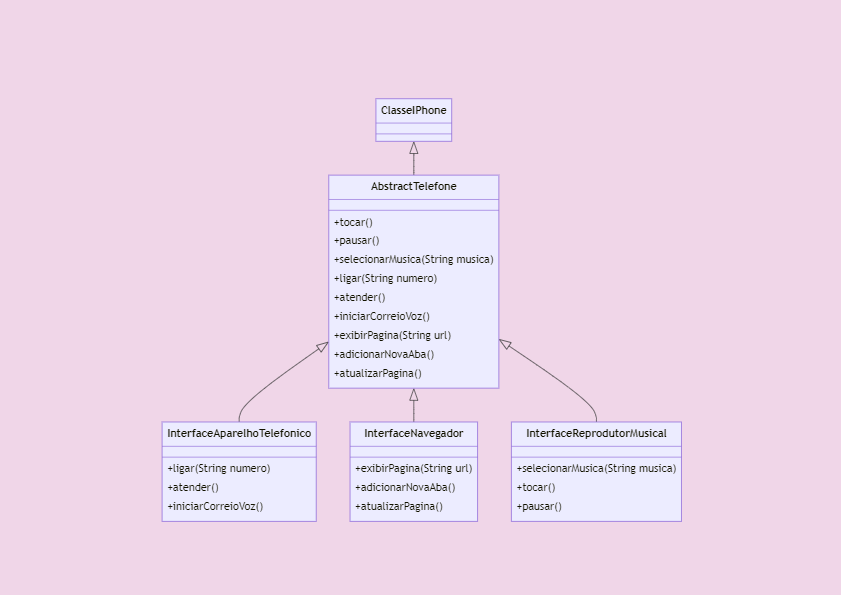 ClasseIPhone
AbstractTelefone
+tocar()
+pausar()
+selecionarMusica(String musica)
+ligar(String numero)
+atender()
+iniciarCorreioVoz()
+exibirPagina(String url)
+adicionarNovaAba()
+atualizarPagina()
InterfaceAparelhoTelefonico
+ligar(String numero)
+atender()
+iniciarCorreioVoz()
InterfaceNavegador
+exibirPagina(String url)
+adicionarNovaAba()
+atualizarPagina()
InterfaceReprodutorMusical
+selecionarMusica(String musica)
+tocar()
+pausar()